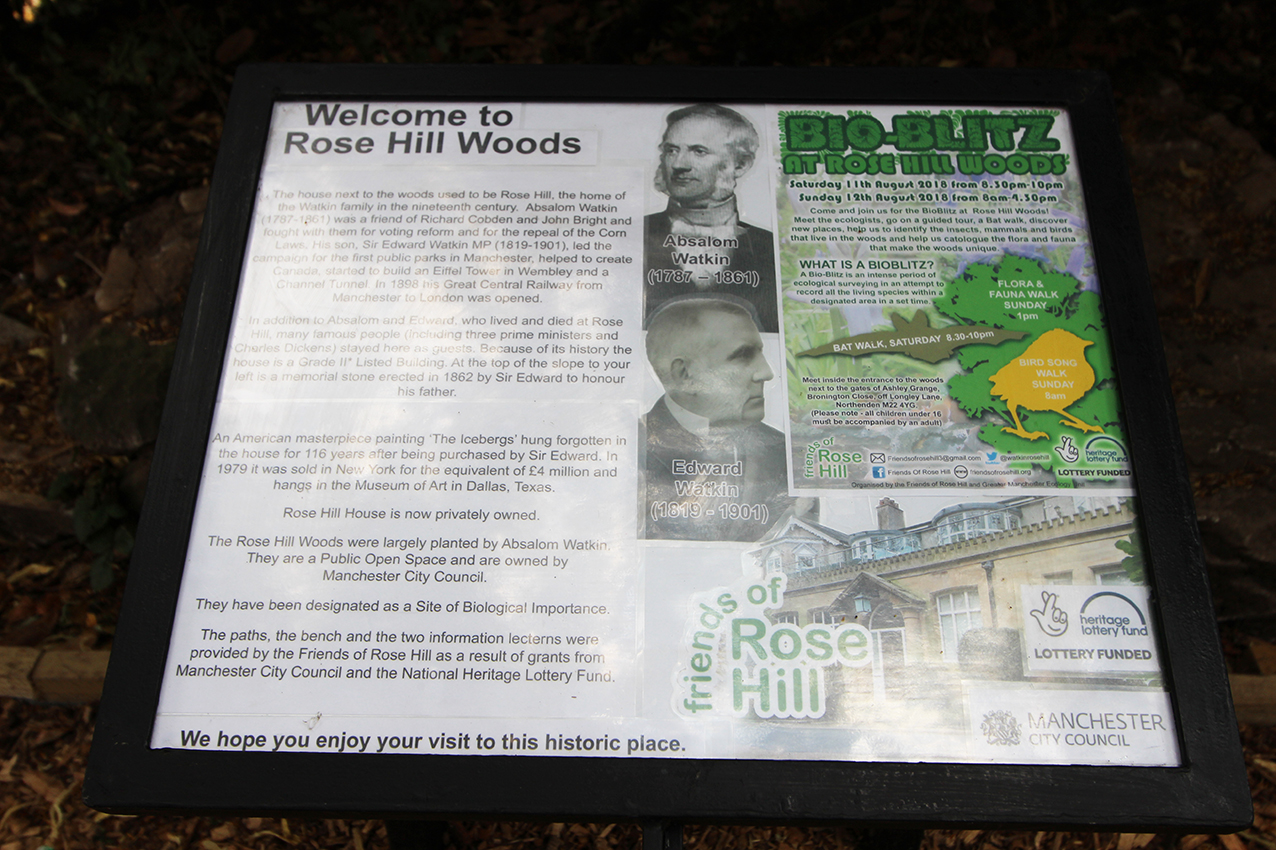 Welcome to
Rose Hill Woods
The house next to the woods used to be Rose Hill, the home of
the Watkin family in the nineteenth century. Absalom Watkin
(1787-1861) was a friend of Richard Cobden and John Bright and
fought with them for voting reform and for the repeal of the Corn
Laws. His son, Sir Edward Watkin MP (1819-1901), led the
campaign for the first public parks in Manchester, helped to create
Canada, started to build an Eiffel Tower in Wembley and a
Channel Tunnel. In 1898 his Great Central Railway from
Manchester to London was opened.
In addition to Absalom and Edward, who lived and died at Rose
Hill, many famous people (including three prime ministers and
Charles Dickens) stayed here as guests. Because of its history the
house is a Grade II* Listed Building. At the top of the slope to your
left is a memorial stone erected in 1862 by Sir Edward to honour
his father.
An American masterpiece painting 'The Icebergs' hung forgotten in
the house for 116 years after being purchased by Sir Edward. In
1979 it was sold in New York for the equivalent of £4 million and
hangs in the Museum of Art in Dallas, Texas.
Rose Hill House is now privately owned.
The Rose Hill Woods were largely planted by Absalom Watkin.
They are a Public Open Space and are owned by
Manchester City Council.
They have been designated as a Site of Biological Importance.
The paths, the bench and the two information lecterns were
provided by the Friends of Rose Hill as a result of grants from
Manchester City Council and the National Heritage Lottery Fund.
We hope you enjoy your visit to this historic place.
Absalom
Watkin
(1787 – 1861)
Edward
Watkin
(1819 - 1901)
BIO-BLITZ
AT ROSE HILL WOODS
Saturday 11th August 2018 from 8.30pm-10pm
Sunday 12th August 2018 from 8am-4.30pm
Come and join us for the BioBlitz at Rose Hill Woods!
Meet the ecologists, go on a guided tour, a Bat walk, discover
new places, help us to identify the insects, mammals and birds
that live in the woods and help us catologue the flora and fauna
that make the woods unique.
WHAT IS A BIOBLITZ?
A Bio-Blitz is an intense period of
ecological surveying in an attempt to
record all the living species within a
designated area in a set time.
FLORA &
FAUNA WALK
SUNDAY
1pm
BAT WALK, SATURDAY 8.30-10pm
BIRD SONG
WALK
SUNDAY
8am
Meet inside the entrance to the woods
next to the gates of Ashley Grange,
Bronington Close, off Longley Lane,
Northenden M22 4YG.
(Please note - all children under 16
must be accompanied by an adult)
friends of
Rose
Hill
friendsofrosehill3@gmail.com
@watkinrosehill
Friends Of Rose Hill
friendsofrosehill.org
heritage
lottery fund
LOTTERY FUNDED
Organised by the Friends of Rose Hill and Greater Manchester Ecology
friends of
Rose
Hill
heritage
lottery fund
LOTTERY FUNDED
MANCHESTER
CITY COUNCIL